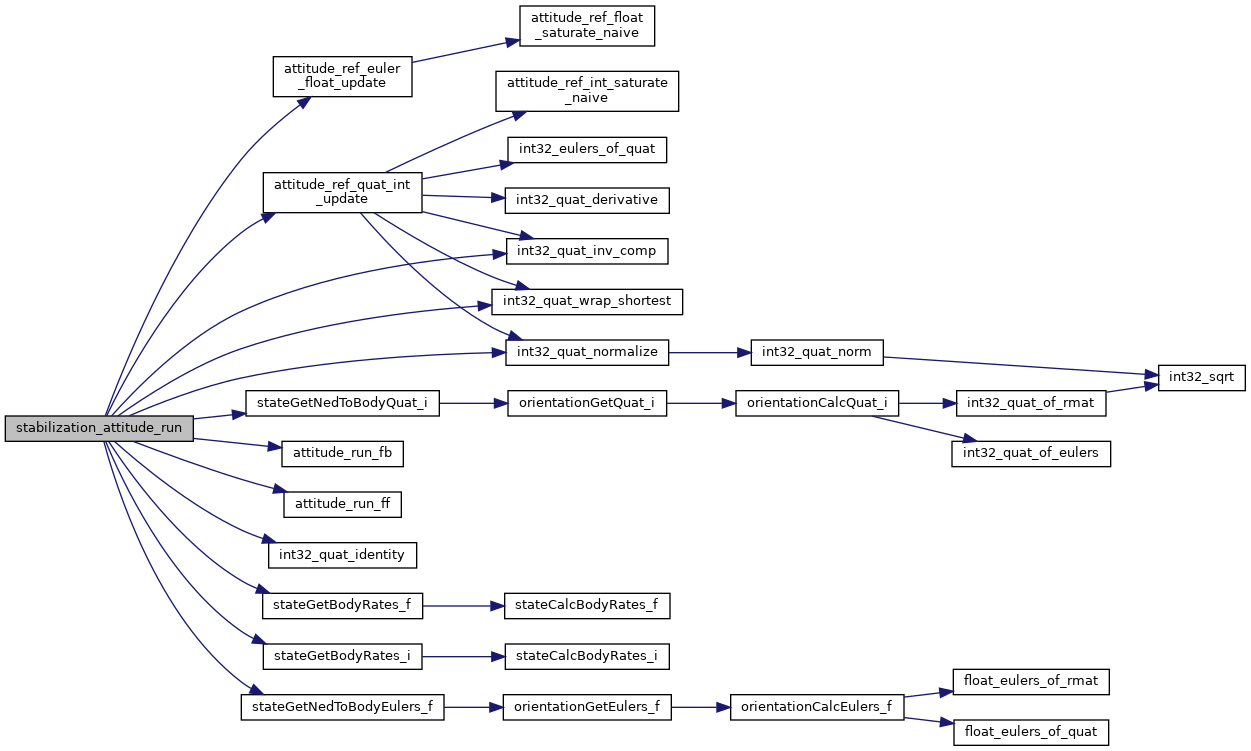 attitude_ref_float
_saturate_naive
attitude_ref_euler
_float_update
attitude_ref_int_saturate
_naive
int32_eulers_of_quat
attitude_ref_quat_int
_update
int32_quat_derivative
int32_quat_inv_comp
int32_quat_wrap_shortest
int32_quat_normalize
int32_quat_norm
int32_sqrt
stateGetNedToBodyQuat_i
orientationGetQuat_i
orientationCalcQuat_i
int32_quat_of_rmat
stabilization_attitude_run
attitude_run_fb
int32_quat_of_eulers
attitude_run_ff
int32_quat_identity
stateGetBodyRates_f
stateCalcBodyRates_f
stateGetBodyRates_i
stateCalcBodyRates_i
float_eulers_of_rmat
stateGetNedToBodyEulers_f
orientationGetEulers_f
orientationCalcEulers_f
float_eulers_of_quat